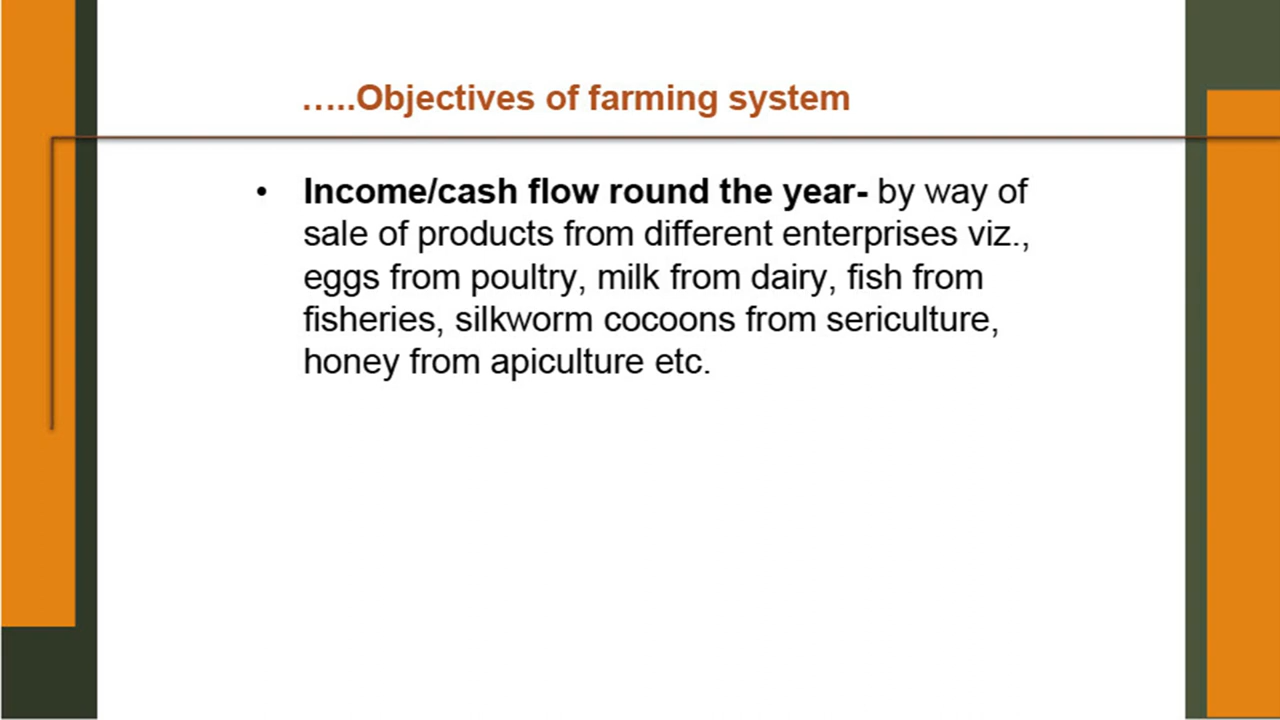 …..Objectives of farming system
• Income/cash flow round the year- by way of
sale of products from different enterprises viz.,
eggs from poultry, milk from dairy, fish from
fisheries, silkworm cocoons from sericulture,
honey from apiculture etc.